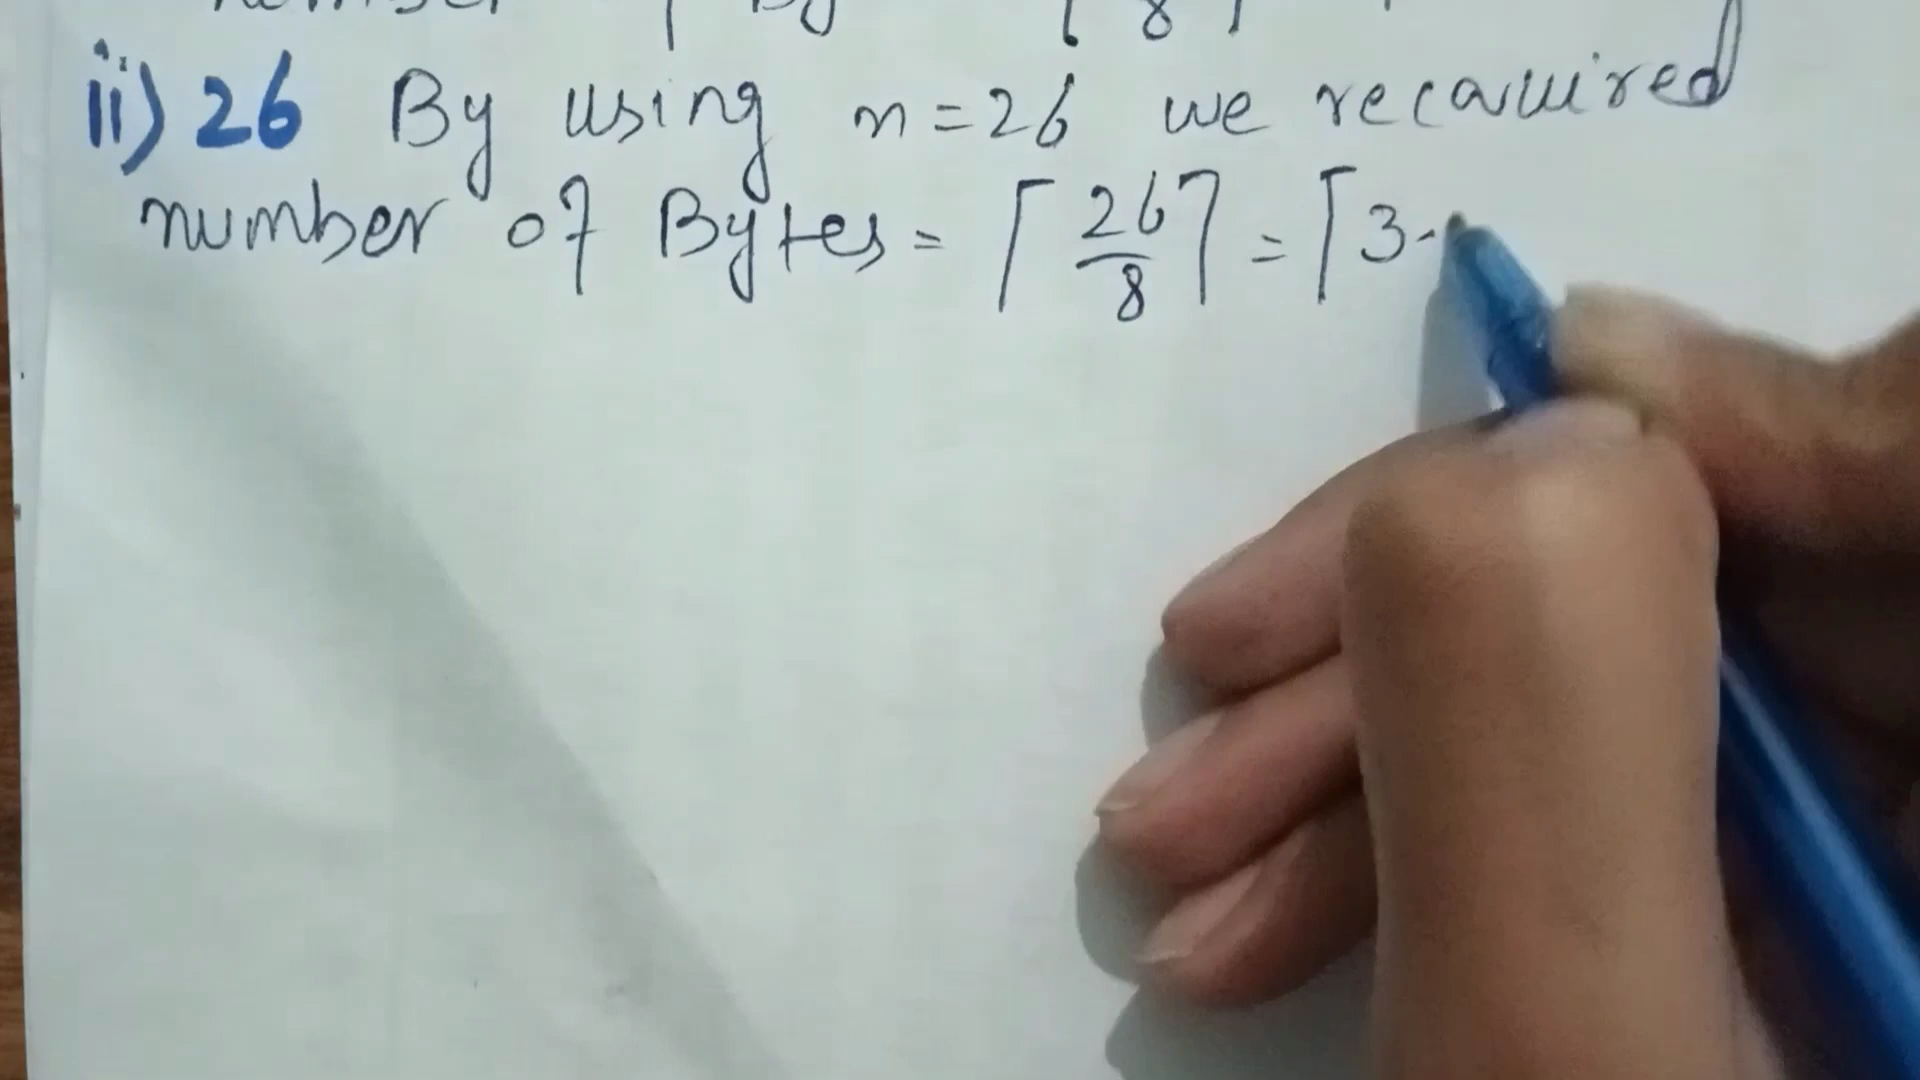 ii) 26 By using n=26 we recauired
number of Bytes = ⌈26/8⌉ = ⌈3.